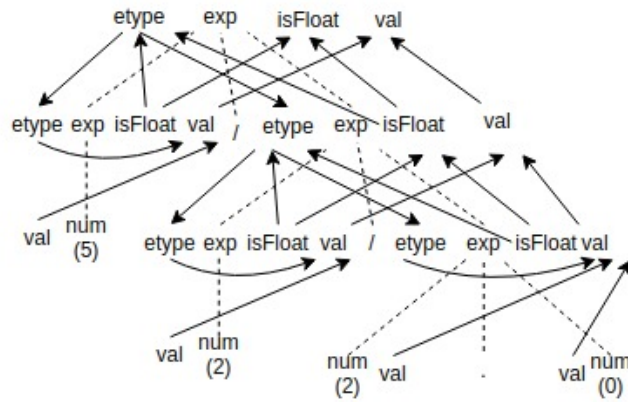 etype exp isFloat val
etype exp isFloat val / etype exp isFloat val
val num
(5)
etype exp isFloat val / etype exp isFloat val
val num
(2)
num
(2) val . val num
(0)